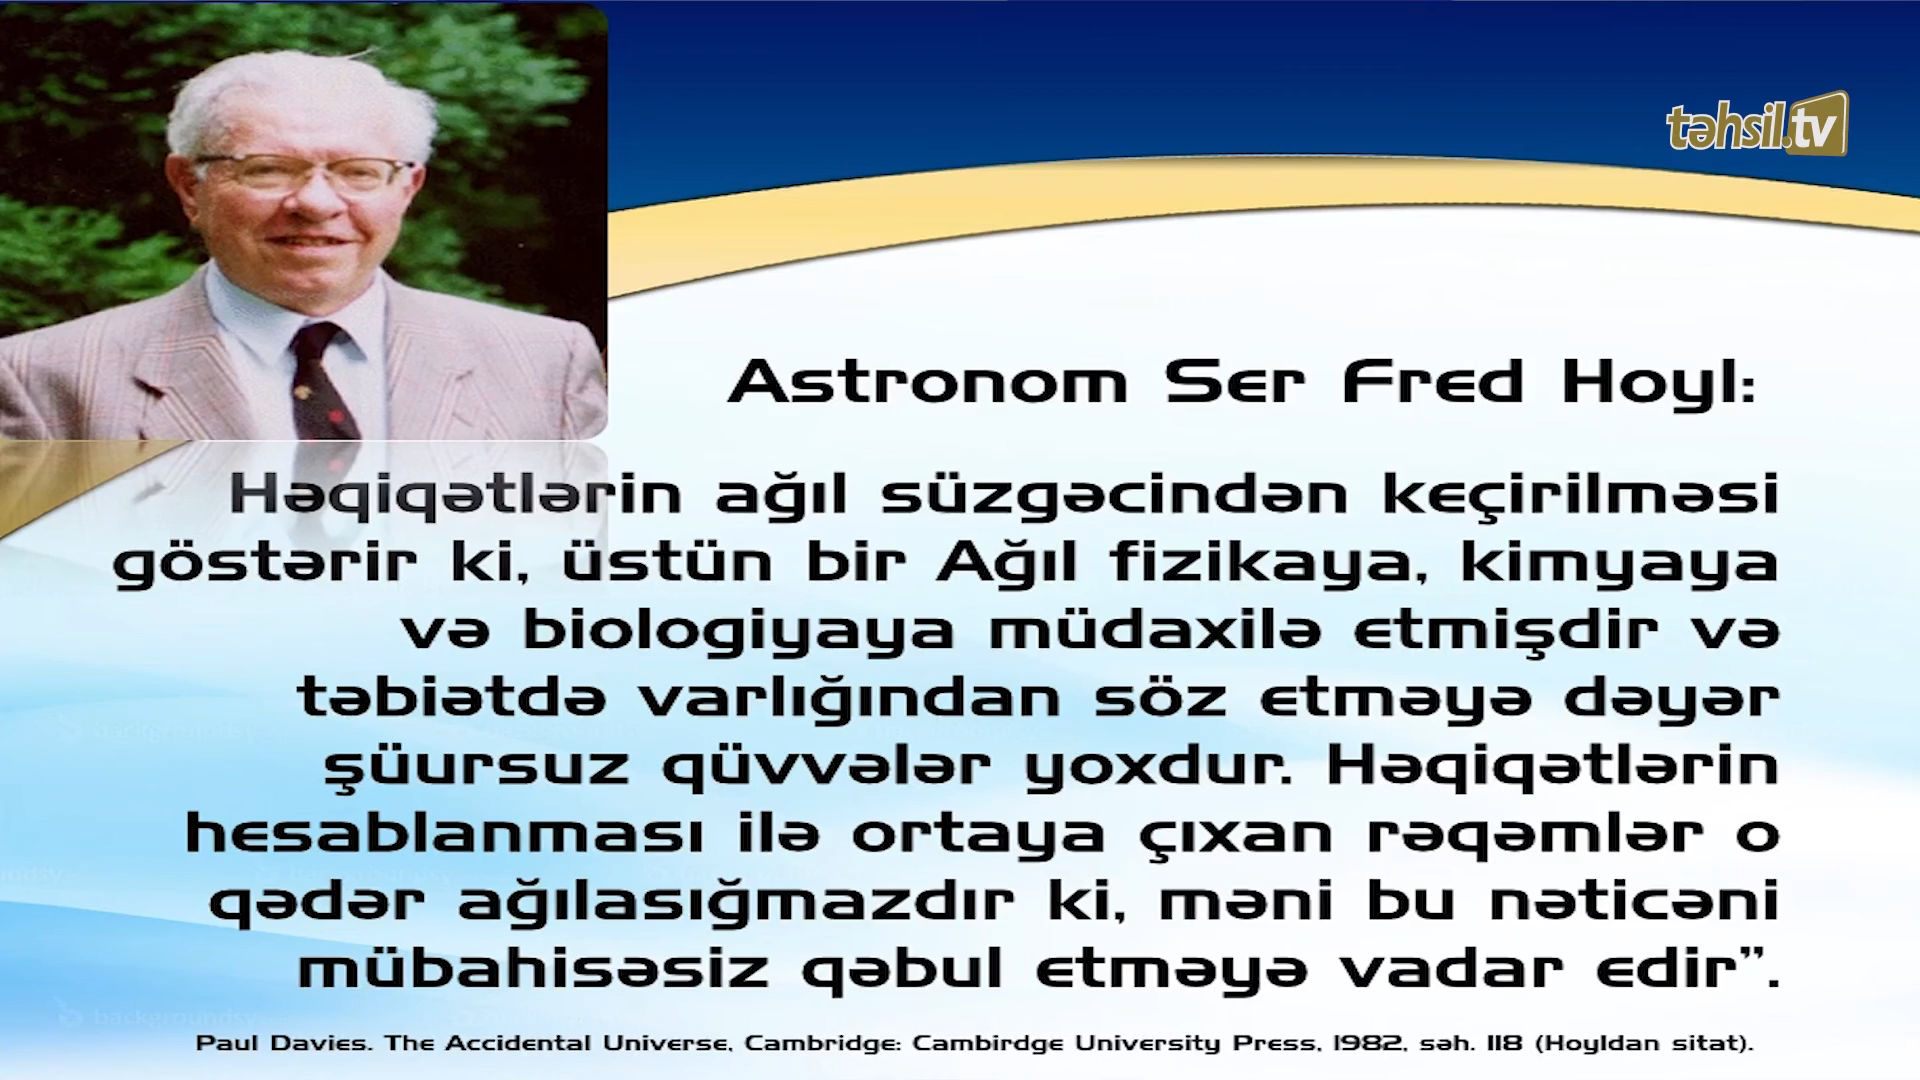 təhsil.tv
Astronom Ser Fred Hoyl:
Həqiqətlərin ağıl süzgəcindən keçirilməsi
göstərir ki, üstün bir Ağıl fizikaya, kimyaya
və biologiyaya müdaxilə etmişdir və
təbiətdə varlığından söz etməyə dəyər
şüursuz qüvvələr yoxdur. Həqiqətlərin
hesablanması ilə ortaya çıxan rəqəmlər o
qədər ağılasığmazdır ki, məni bu nəticəni
mübahisəsiz qəbul etməyə vadar edir”.
Paul Davies. The Accidental Universe, Cambridge: Cambirdge University Press, 1982, səh. 118 (Hoyldan sitat).
backgroundsy
backgroundsy